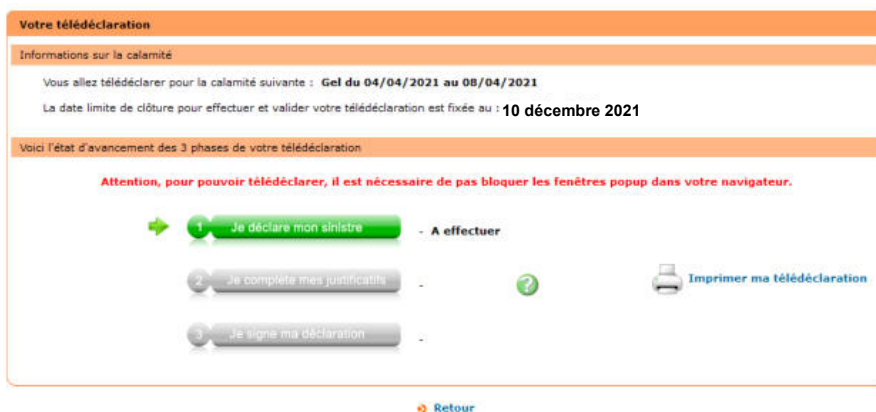 Votre télédéclaration
Informations sur la calamité
Vous allez télédéclarer pour la calamité suivante : Gel du 04/04/2021 au 08/04/2021
La date limite de clôture pour effectuer et valider votre télédéclaration est fixée au : 10 décembre 2021
Voici l'état d'avancement des 3 phases de votre télédéclaration
Attention, pour pouvoir télédéclarer, il est nécessaire de pas bloquer les fenêtres popup dans votre navigateur.
1 Je déclare mon sinistre - A effectuer
2 Je complète mes justificatifs - ? Imprimer ma télédéclaration
3 Je signe ma déclaration -
Retour